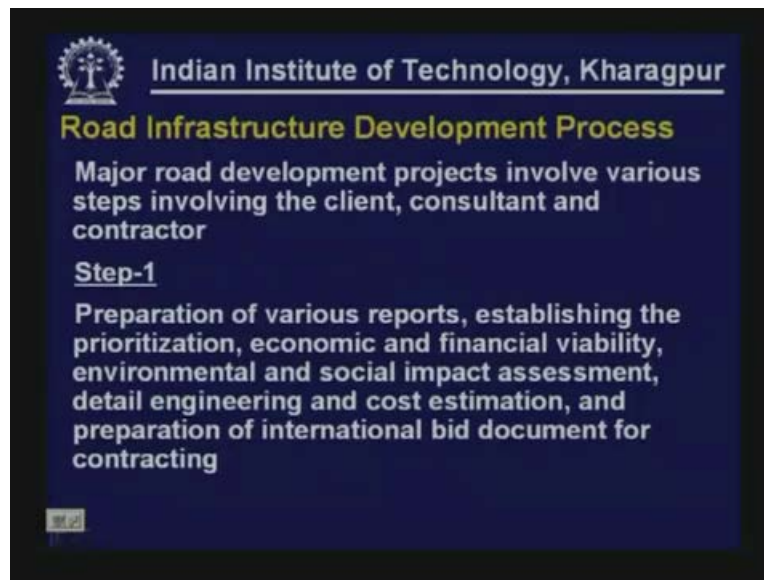 Indian Institute of Technology, Kharagpur
Road Infrastructure Development Process
Major road development projects involve various
steps involving the client, consultant and
contractor
Step-1
Preparation of various reports, establishing the
prioritization, economic and financial viability,
environmental and social impact assessment,
detail engineering and cost estimation, and
preparation of international bid document for
contracting